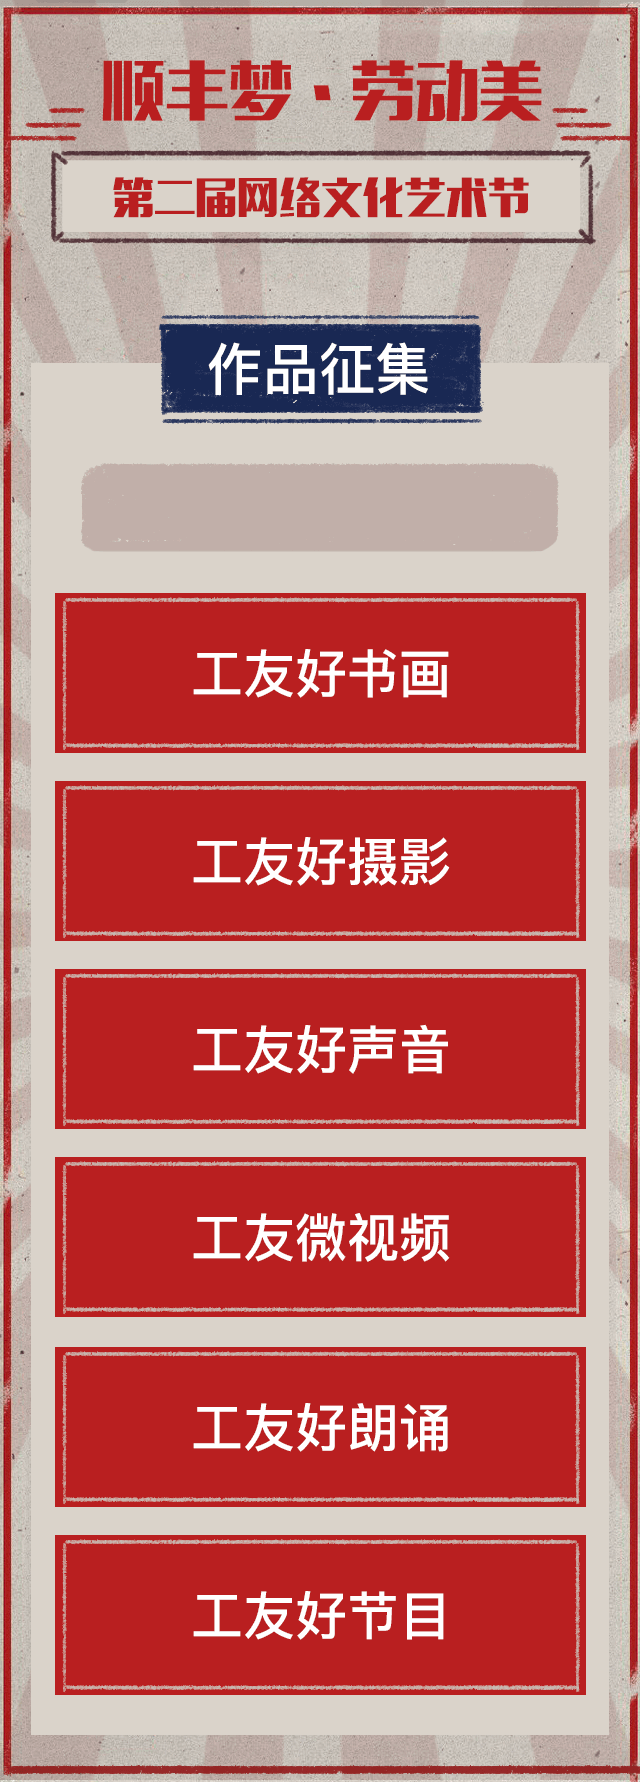 顺丰梦·劳动美
第二届网络文化艺术节
作品征集
工友好书画
工友好摄影
工友好声音
工友微视频
工友好朗诵
工友好节目